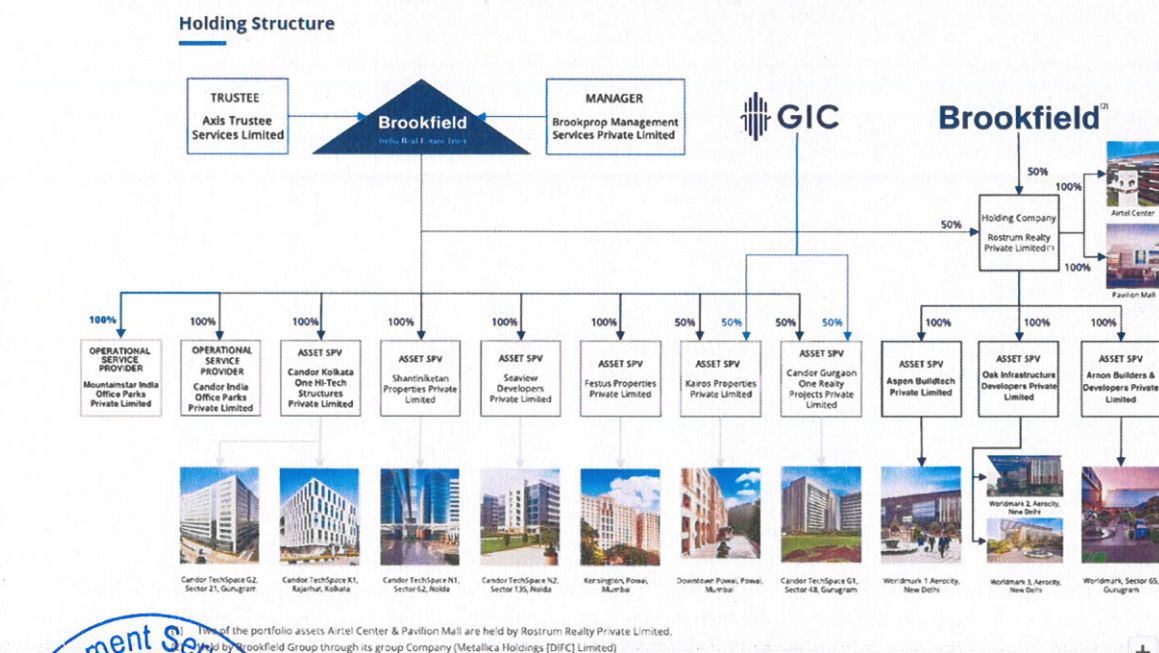 Holding Structure
TRUSTEE
Axis Trustee
Services Limited
Brookfield
India Real Estate Trust
MANAGER
Brookprop Management
Services Private Limited
GIC
Brookfield(2)
50%
100%
Airtel Center
50%
Holding Company
Rostrum Realty
Private Limited(1)
100%
Pavilion Mall
100%
100%
100%
100%
100%
100%
50%
50%
50%
50%
100%
100%
100%
OPERATIONAL
SERVICE
PROVIDER
Mountainstar India
Office Parks
Private Limited
OPERATIONAL
SERVICE
PROVIDER
Candor India
Office Parks
Private Limited
ASSET SPV
Candor Kolkata
One Hi-Tech
Structures
Private Limited
ASSET SPV
Shantiniketan
Properties Private
Limited
ASSET SPV
Seaview
Developers
Private Limited
ASSET SPV
Festus Properties
Private Limited
ASSET SPV
Kairos Properties
Private Limited
ASSET SPV
Candor Gurgaon
One Realty
Projects Private
Limited
ASSET SPV
Aspen Buildtech
Private Limited
ASSET SPV
Oak Infrastructure
Developers Private
Limited
ASSET SPV
Arnon Builders &
Developers Private
Limited
Candor TechSpace G2,
Sector 21, Gurugram
Candor TechSpace K1,
Rajarhat, Kolkata
Candor TechSpace N1,
Sector 62, Noida
Candor TechSpace N2,
Sector 135, Noida
Kensington, Powai,
Mumbai
Downtown Powai, Powai,
Mumbai
Candor TechSpace G1,
Sector 48, Gurugram
Worldmark 1 Aerocity,
New Delhi
Worldmark 2, Aerocity,
New Delhi
Worldmark 3, Aerocity,
New Delhi
Worldmark, Sector 65,
Gurugram
Two of the portfolio assets Airtel Center & Pavilion Mall are held by Rostrum Realty Private Limited.
Held by Brookfield Group through its group Company (Metallica Holdings [DIFC] Limited)